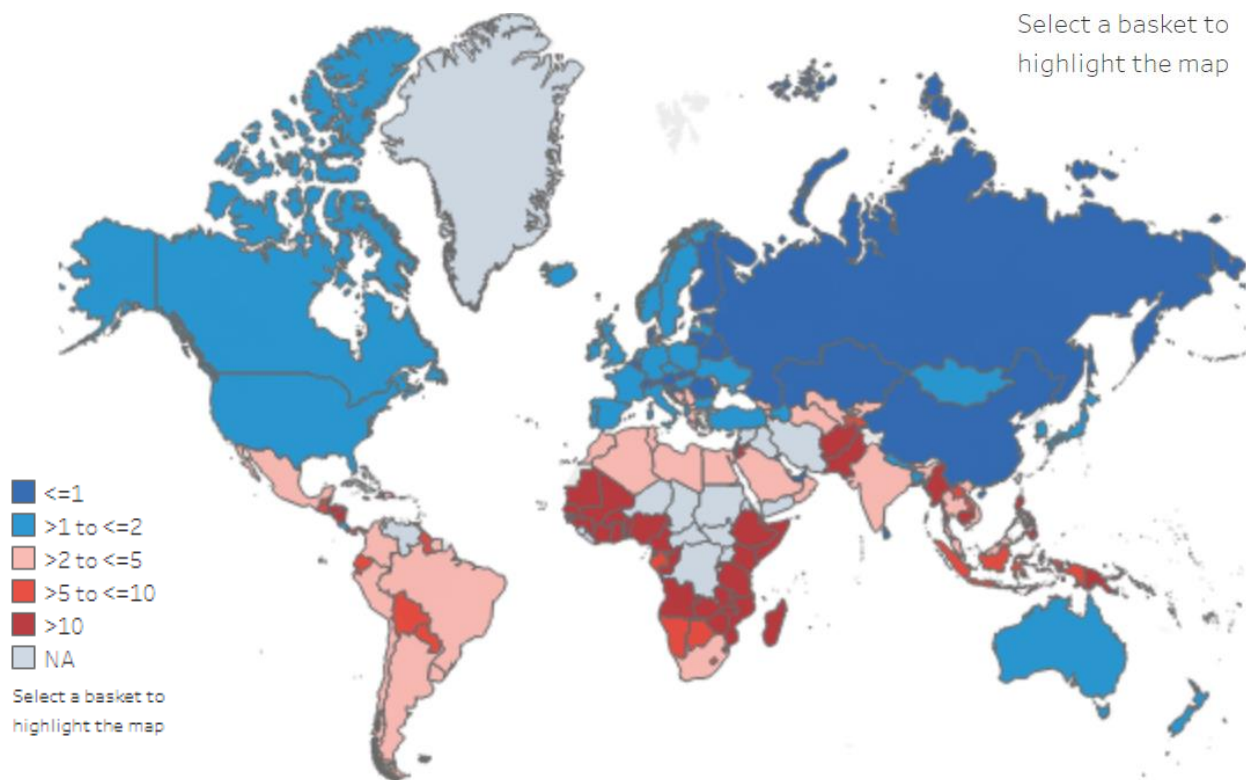 Select a basket to
highlight the map
<=1
>1 to <=2
>2 to <=5
>5 to <=10
>10
NA
Select a basket to
highlight the map